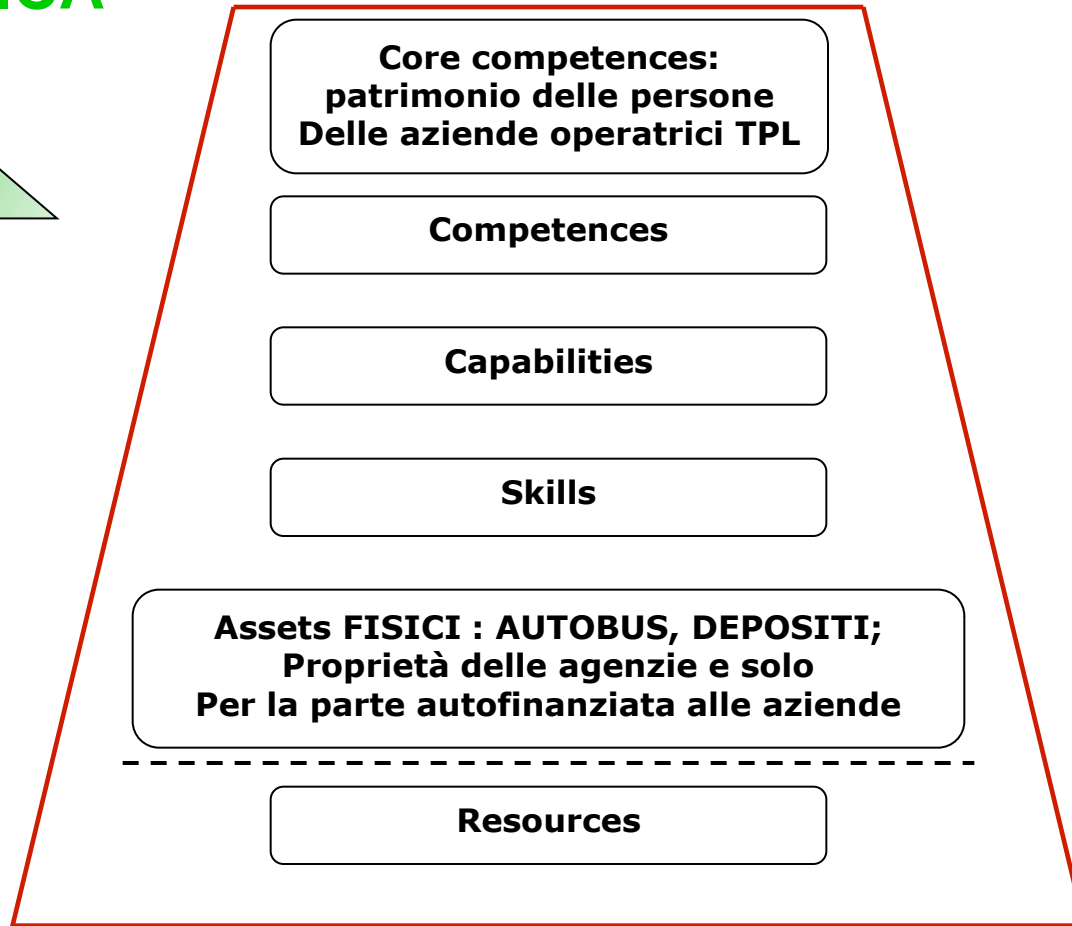 Core competences:
patrimonio delle persone
Delle aziende operatrici TPL
Competences
Capabilities
Skills
Assets FISICI : AUTOBUS, DEPOSITI;
Proprietà delle agenzie e solo
Per la parte autofinanziata alle aziende
Resources